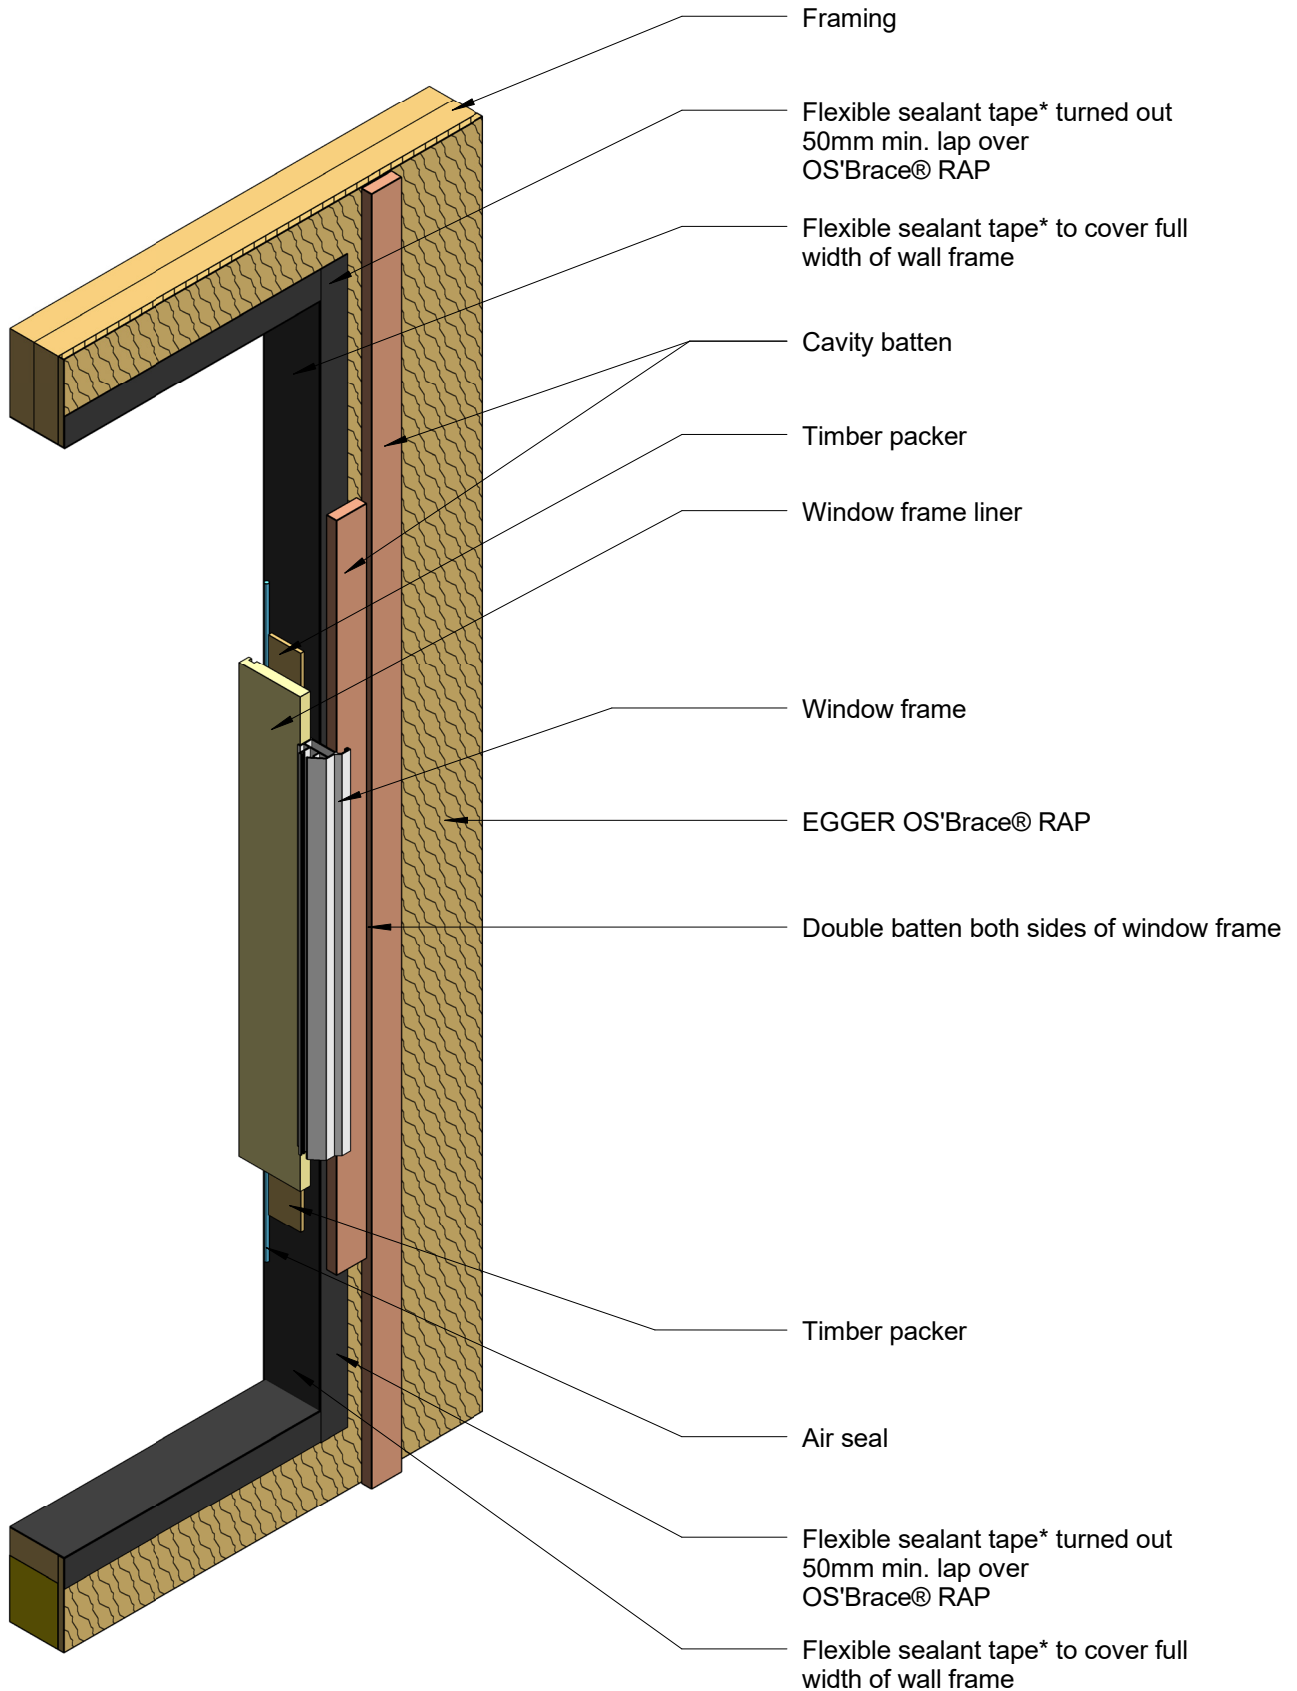 Framing
Flexible sealant tape* turned out
50mm min. lap over
OS'Brace® RAP
Flexible sealant tape* to cover full
width of wall frame
Cavity batten
Timber packer
Window frame liner
Window frame
EGGER OS'Brace® RAP
Double batten both sides of window frame
Timber packer
Air seal
Flexible sealant tape* turned out
50mm min. lap over
OS'Brace® RAP
Flexible sealant tape* to cover full
width of wall frame